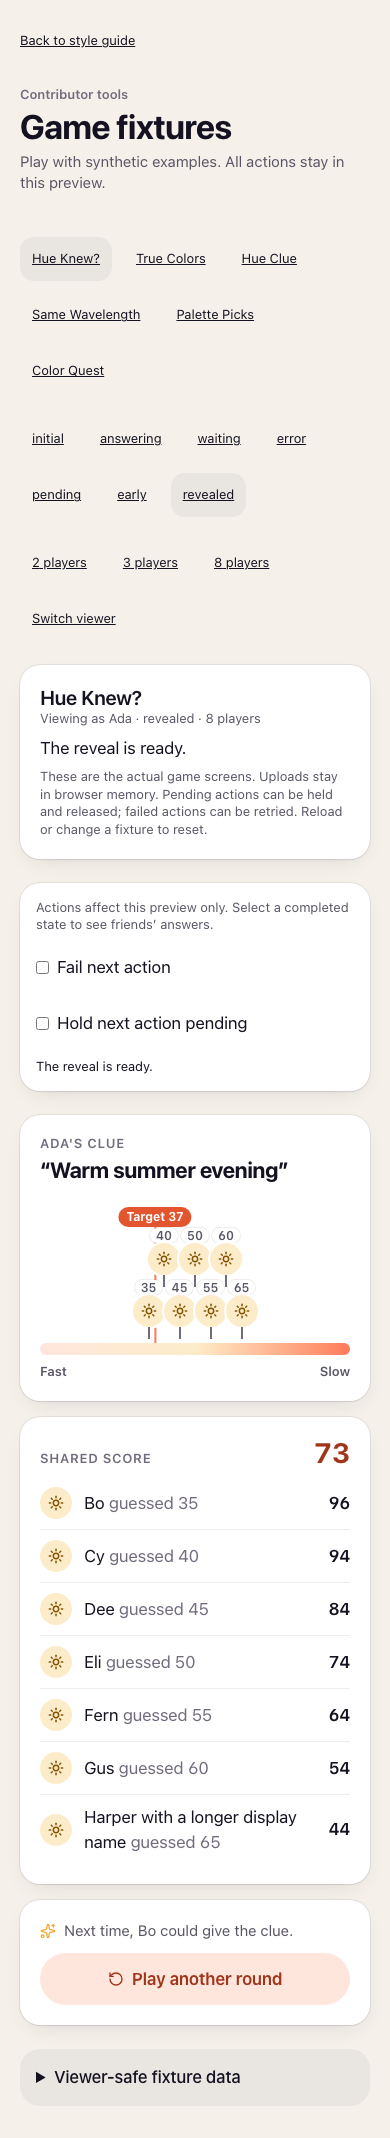 Back to style guide
Contributor tools
Game fixtures
Play with synthetic examples. All actions stay in
this preview.
Hue Knew? True Colors Hue Clue
Same Wavelength Palette Picks
Color Quest
initial answering waiting error
pending early revealed
2 players 3 players 8 players
Switch viewer
Hue Knew?
Viewing as Ada · revealed · 8 players
The reveal is ready.
These are the actual game screens. Uploads stay
in browser memory. Pending actions can be held
and released; failed actions can be retried. Reload
or change a fixture to reset.
Actions affect this preview only. Select a completed
state to see friends’ answers.
Fail next action
Hold next action pending
The reveal is ready.
ADA'S CLUE
“Warm summer evening”
Target 37
40 50 60
35 45 55 65
Fast Slow
SHARED SCORE 73
Bo guessed 35 96
Cy guessed 40 94
Dee guessed 45 84
Eli guessed 50 74
Fern guessed 55 64
Gus guessed 60 54
Harper with a longer display
name guessed 65 44
Next time, Bo could give the clue.
Play another round
Viewer-safe fixture data